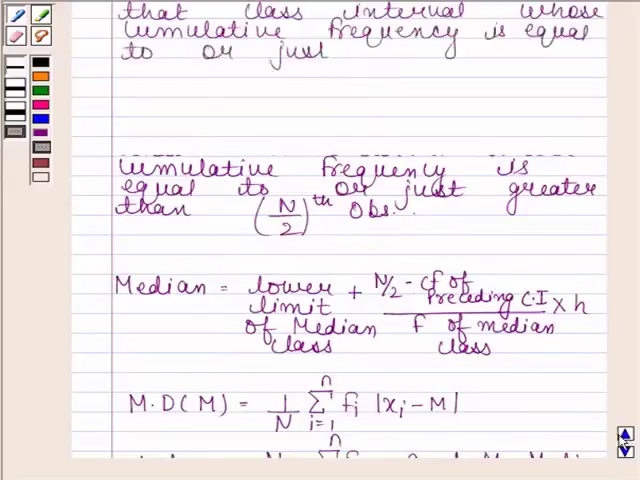 that class interval whose
Cumulative frequency is equal
to or just
Cumulative frequency is
equal to or just greater
than (N/2)th Obs.
Median = lower limit of Median class + N/2 - cf of Preceding C.I / f of median class × h
M.D(M) = 1/N ∑ i=1 n fi |xi - M|
n